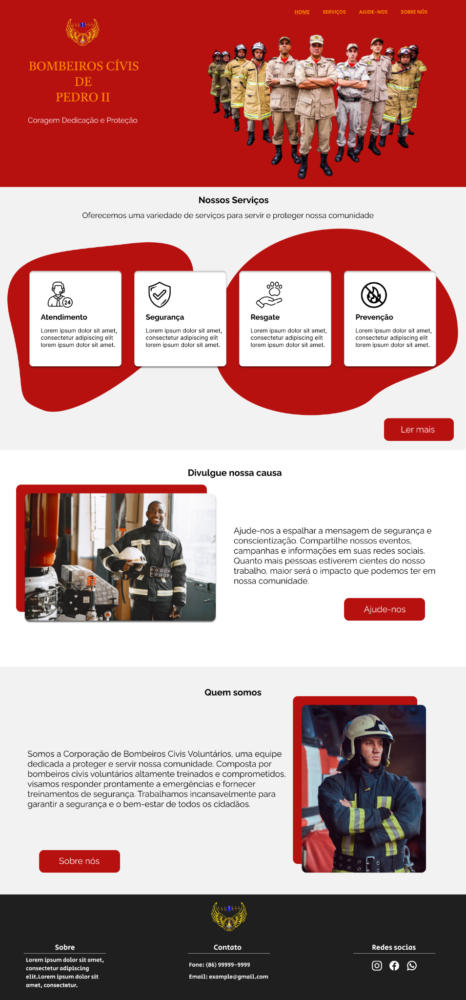 HOME SERVIÇOS AJUDE-NOS SOBRE NÓS
BOMBEIROS CÍVIS
DE
PEDRO II
Coragem Dedicação e Proteção
Nossos Serviços
Oferecemos uma variedade de serviços para servir e proteger nossa comunidade
24
Atendimento
Lorem ipsum dolor sit amet,
consectetur adipiscing elit
lorem ipsum dolor sit amet.
Segurança
Lorem ipsum dolor sit amet,
consectetur adipiscing elit
lorem ipsum dolor sit amet.
Resgate
Lorem ipsum dolor sit amet,
consectetur adipiscing elit
lorem ipsum dolor sit amet.
Prevenção
Lorem ipsum dolor sit amet,
consectetur adipiscing elit
lorem ipsum dolor sit amet.
Ler mais
Divulgue nossa causa
Ajude-nos a espalhar a mensagem de segurança e
conscientização. Compartilhe nossos eventos,
campanhas e informações em suas redes sociais.
Quanto mais pessoas estiverem cientes do nosso
trabalho, maior será o impacto que podemos ter em
nossa comunidade.
Ajude-nos
Quem somos
Somos a Corporação de Bombeiros Civis Voluntários, uma equipe
dedicada a proteger e servir nossa comunidade. Composta por
bombeiros civis voluntários altamente treinados e comprometidos,
visamos responder prontamente a emergências e fornecer
treinamentos de segurança. Trabalhamos incansavelmente para
garantir a segurança e o bem-estar de todos os cidadãos.
Sobre nós
Sobre
Lorem ipsum dolor sit amet,
consectetur adipiscing
elit.Lorem ipsum dolor sit
amet, consectetur.
Contato
Fone: (86) 99999-9999
Email: example@gmail.com
Redes socias